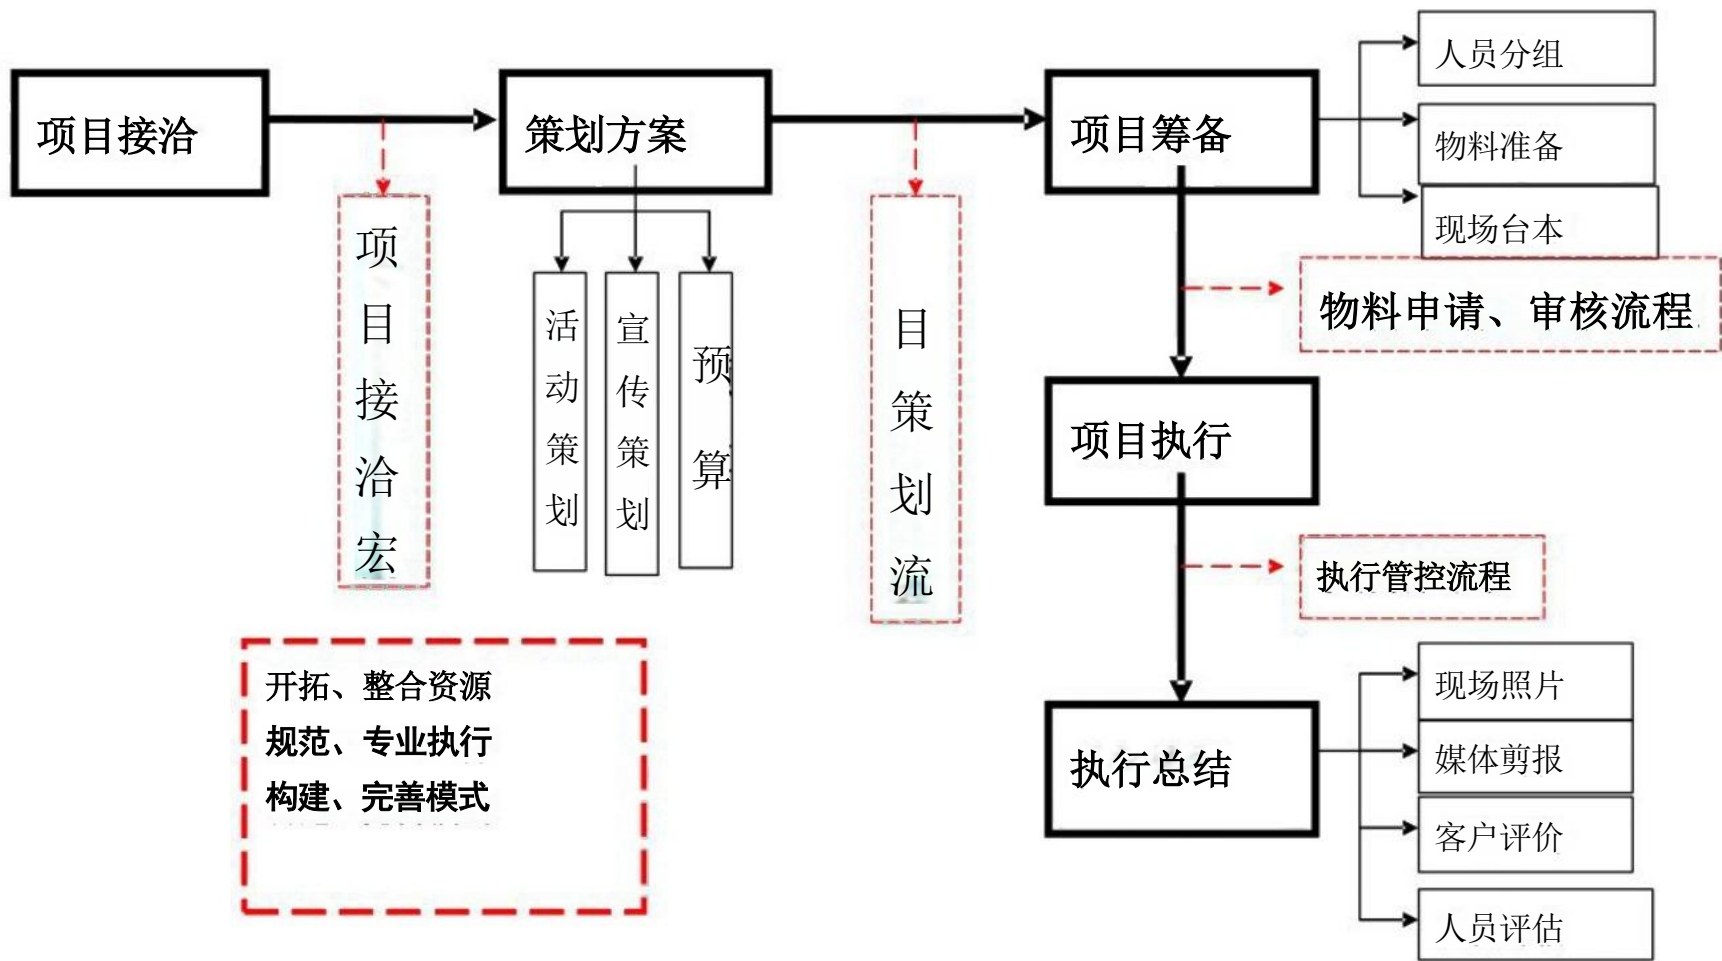 项目接洽
策划方案
项目筹备
人员分组
物料准备
现场台本
项目接洽宏
活动策划
宣传策划
预算
目策划流
物料申请、审核流程
项目执行
执行管控流程
开拓、整合资源
规范、专业执行
构建、完善模式
执行总结
现场照片
媒体剪报
客户评价
人员评估